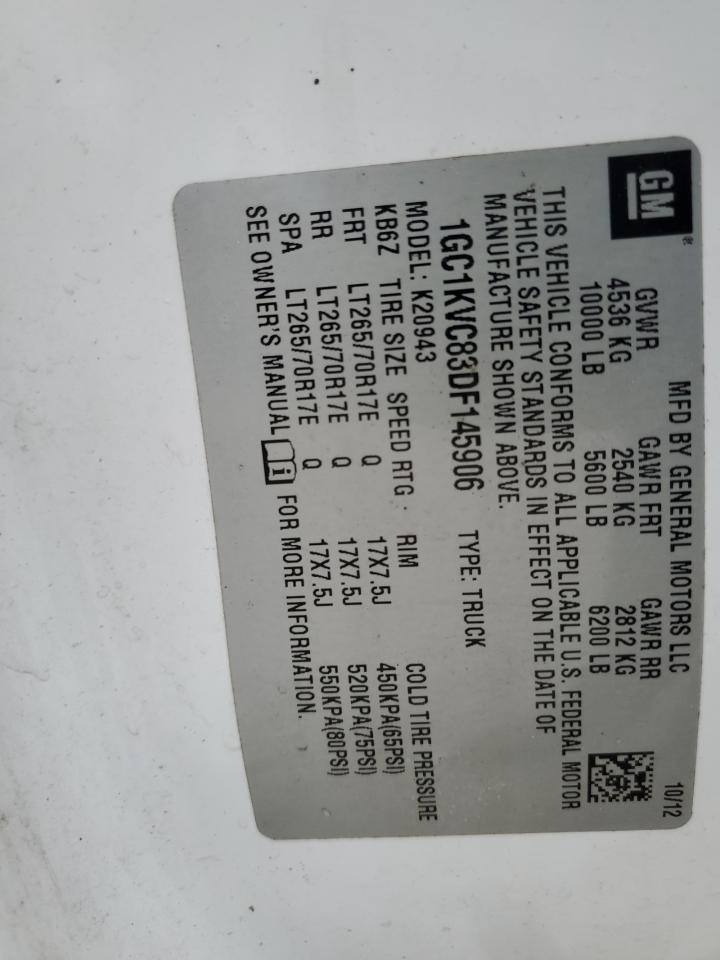 MFD BY GENERAL MOTORS LLC 10/12
GM®
GVWR GAWR FRT GAWR RR
4536 KG 2540 KG 2812 KG
10000 LB 5600 LB 6200 LB
THIS VEHICLE CONFORMS TO ALL APPLICABLE U.S. FEDERAL MOTOR
VEHICLE SAFETY STANDARDS IN EFFECT ON THE DATE OF
MANUFACTURE SHOWN ABOVE.
1GC1KVC83DF145906 TYPE: TRUCK
MODEL: K20943
KB6Z TIRE SIZE SPEED RTG RIM COLD TIRE PRESSURE
FRT LT265/70R17E Q 17X7.5J 450KPA(65PSI)
RR LT265/70R17E Q 17X7.5J 520KPA(75PSI)
SPA LT265/70R17E Q 17X7.5J 550KPA(80PSI)
SEE OWNER'S MANUAL i FOR MORE INFORMATION.